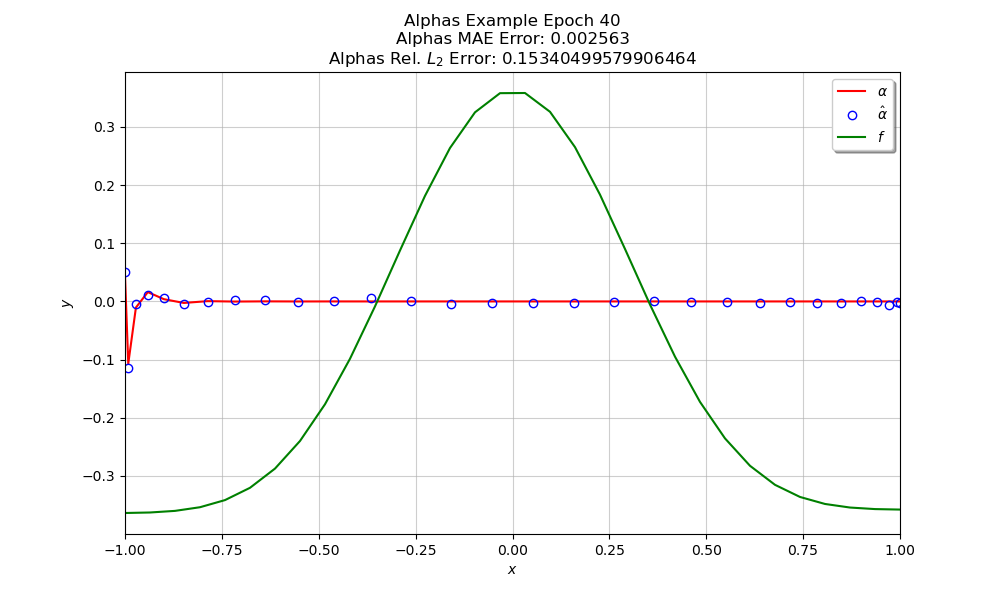 Alphas Example Epoch 40
Alphas MAE Error: 0.002563
Alphas Rel. L₂ Error: 0.15340499579906464
α
α̂
f
0.3
0.2
0.1
0.0
−0.1
−0.2
−0.3
y
−1.00 −0.75 −0.50 −0.25 0.00 0.25 0.50 0.75 1.00
x